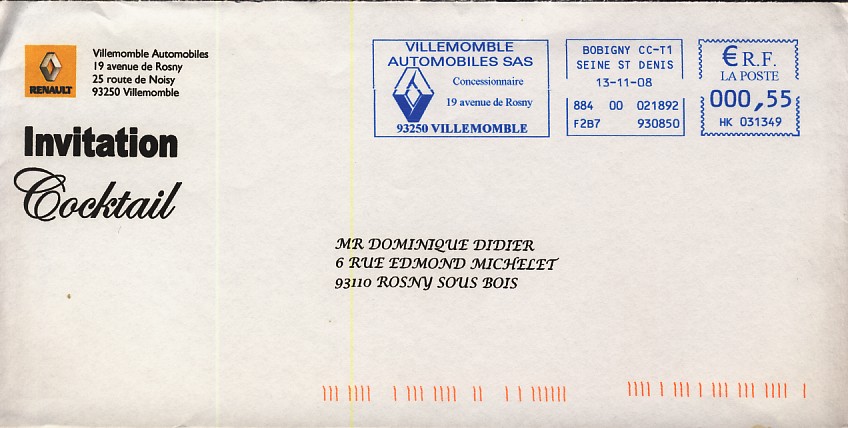 RENAULT
Villemomble Automobiles
19 avenue de Rosny
25 route de Noisy
93250 Villemomble
Invitation
Cocktail
VILLEMOMBLE
AUTOMOBILES SAS
Concessionnaire
19 avenue de Rosny
93250 VILLEMOMBLE
BOBIGNY CC-T1
SEINE ST DENIS
13-11-08
884 00 021892
F2B7 930850
€ R.F.
LA POSTE
000,55
HK 031349
MR DOMINIQUE DIDIER
6 RUE EDMOND MICHELET
93110 ROSNY SOUS BOIS